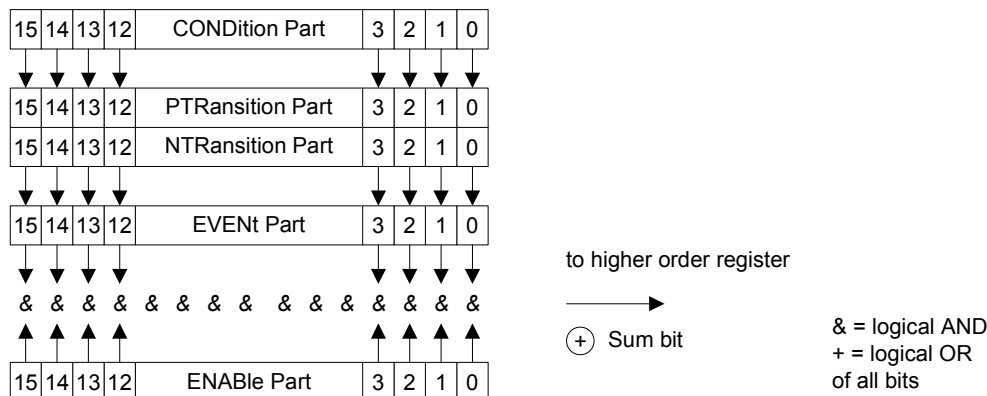 15 14 13 12 CONDition Part 3 2 1 0
15 14 13 12 PTRansition Part 3 2 1 0
15 14 13 12 NTRansition Part 3 2 1 0
15 14 13 12 EVENt Part 3 2 1 0
to higher order register
& & & & & & & & & & & & & & &
+ Sum bit
& = logical AND
+ = logical OR
of all bits
15 14 13 12 ENABle Part 3 2 1 0